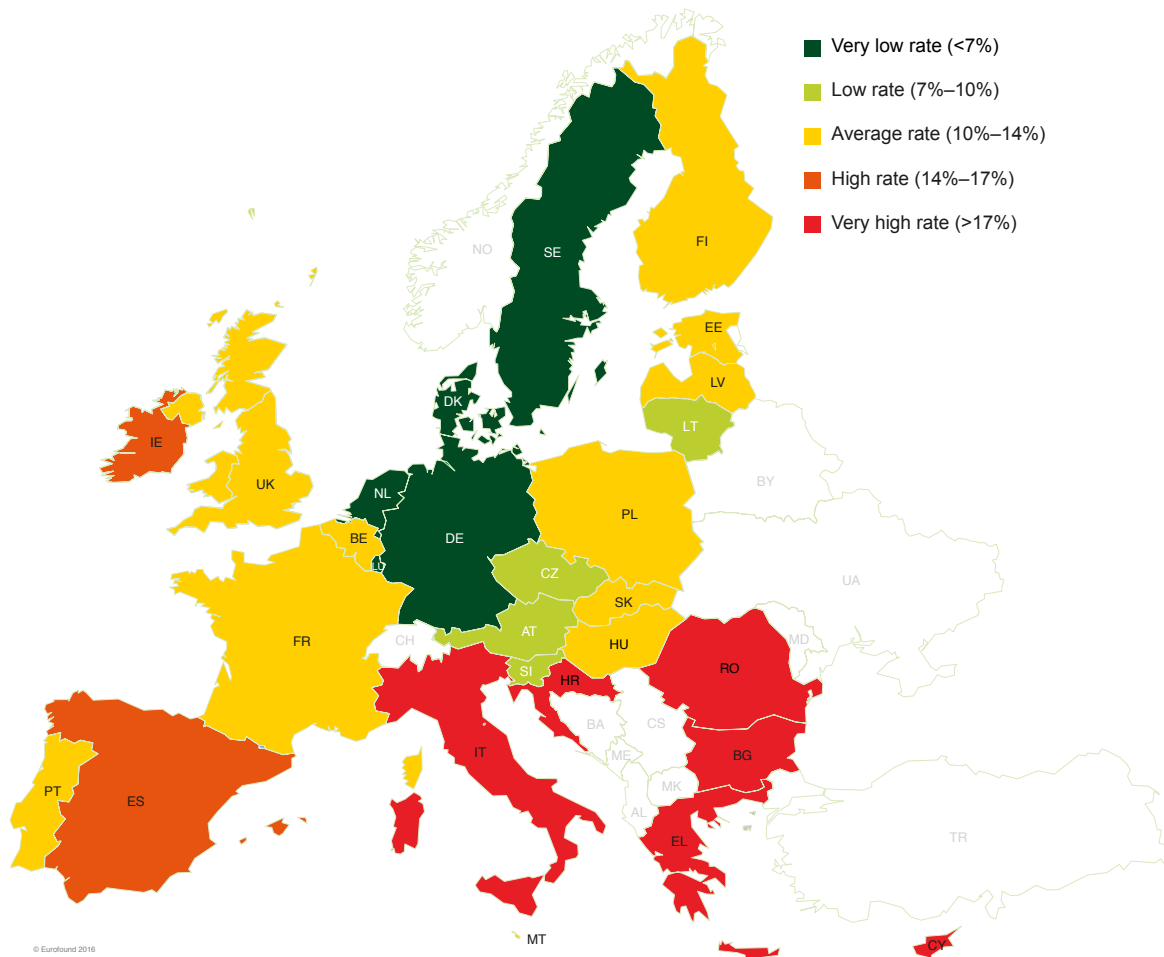 Very low rate (<7%)
Low rate (7%–10%)
Average rate (10%–14%)
High rate (14%–17%)
Very high rate (>17%)
FI
NO
SE
EE
LV
DK
LT
IE
BY
UK
NL
PL
BE
DE
LU
CZ
UA
SK
AT
FR
CH
HU
MD
SI
RO
HR
BA
CS
IT
ME
BG
MK
PT
ES
AL
TR
EL
MT
CY
© Eurofound 2016